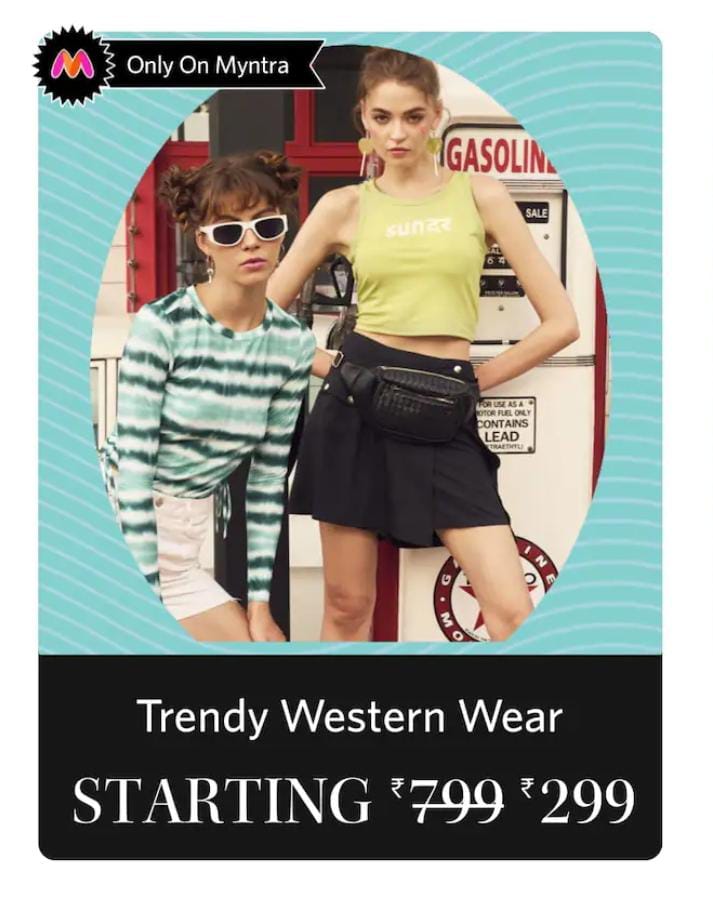 Only On Myntra
GASOLINE
SALE
sunदर
FOR USE AS A
MOTOR FUEL ONLY
CONTAINS
LEAD
(TRAETHYL)
Trendy Western Wear
STARTING ₹799 ₹299